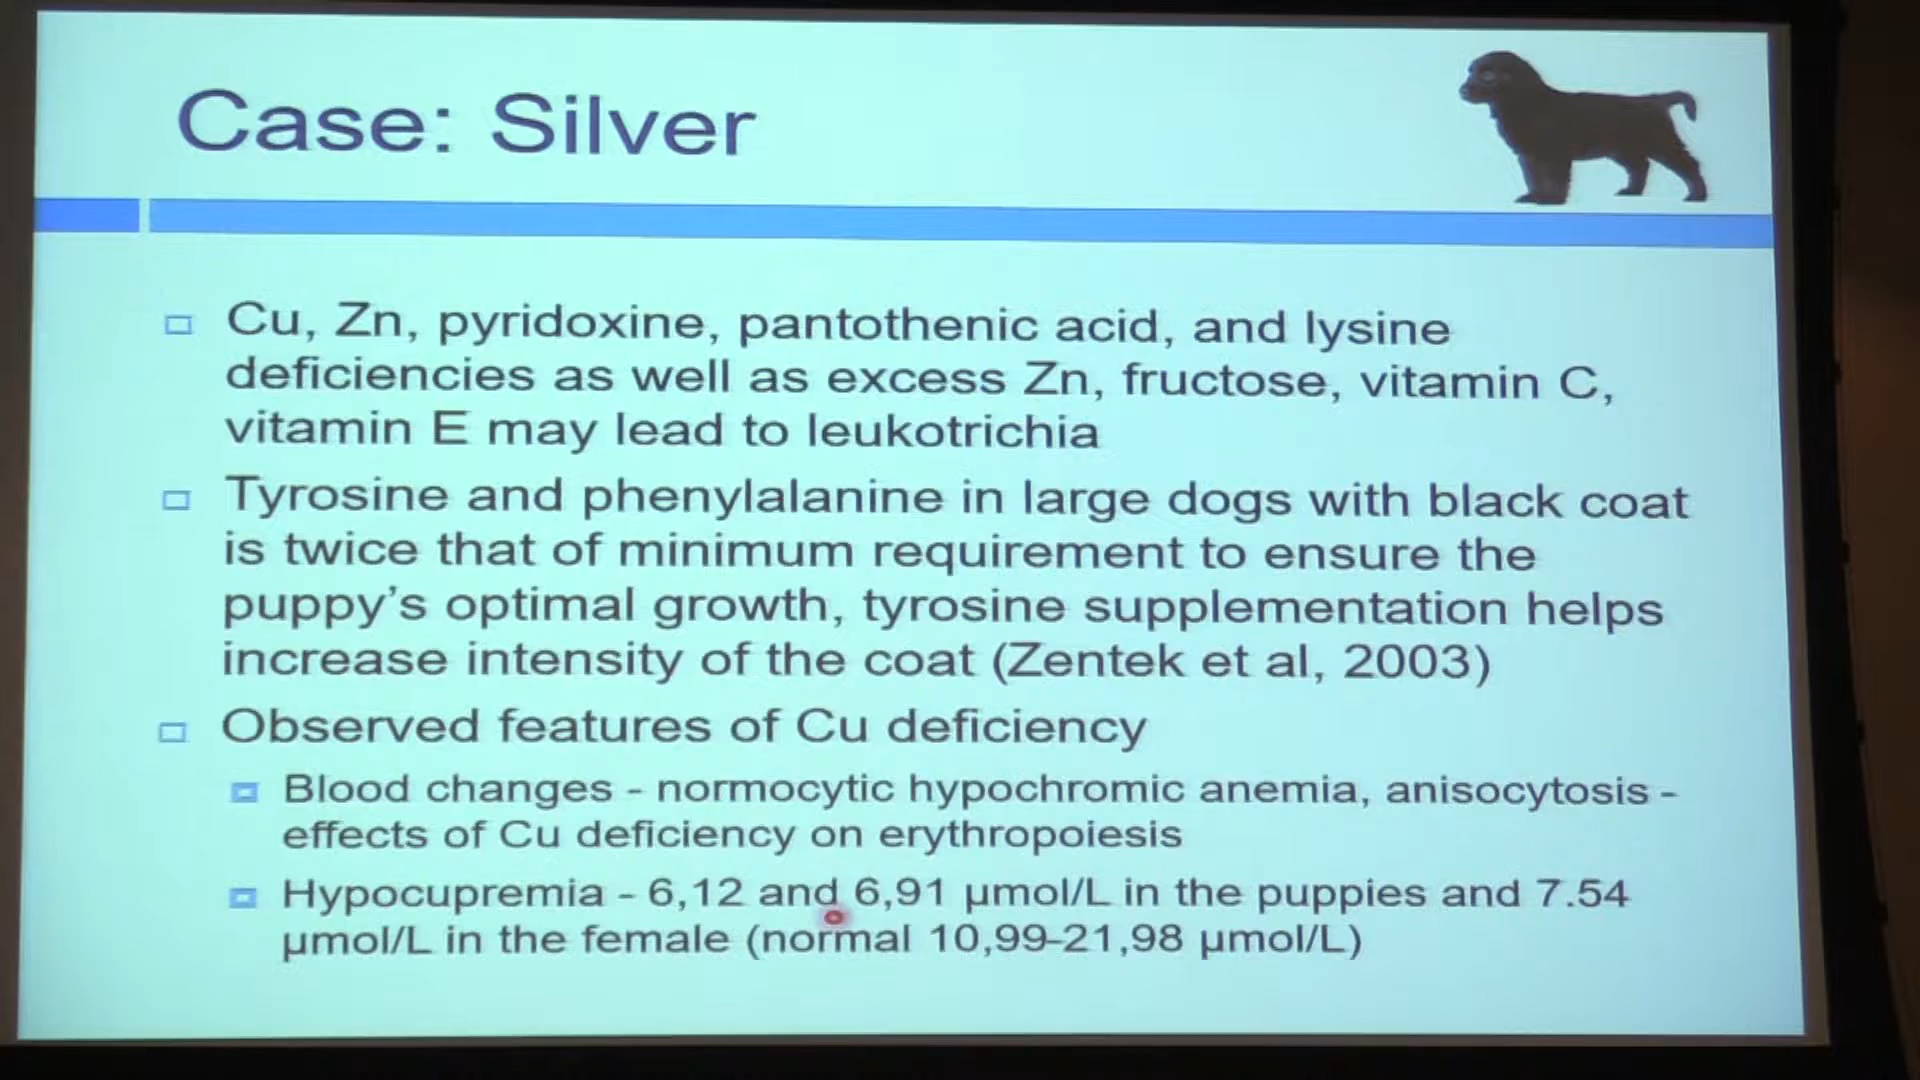 Case: Silver
Cu, Zn, pyridoxine, pantothenic acid, and lysine
deficiencies as well as excess Zn, fructose, vitamin C,
vitamin E may lead to leukotrichia
Tyrosine and phenylalanine in large dogs with black coat
is twice that of minimum requirement to ensure the
puppy's optimal growth, tyrosine supplementation helps
increase intensity of the coat (Zentek et al, 2003)
Observed features of Cu deficiency
Blood changes - normocytic hypochromic anemia, anisocytosis -
effects of Cu deficiency on erythropoiesis
Hypocupremia - 6,12 and 6,91 μmol/L in the puppies and 7.54
μmol/L in the female (normal 10,99-21,98 μmol/L)